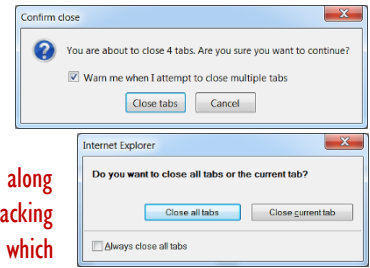 Confirm close
You are about to close 4 tabs. Are you sure you want to continue?
Warn me when I attempt to close multiple tabs
Close tabs Cancel
Internet Explorer
Do you want to close all tabs or the current tab?
Close all tabs Close current tab
Always close all tabs
along
acking
which